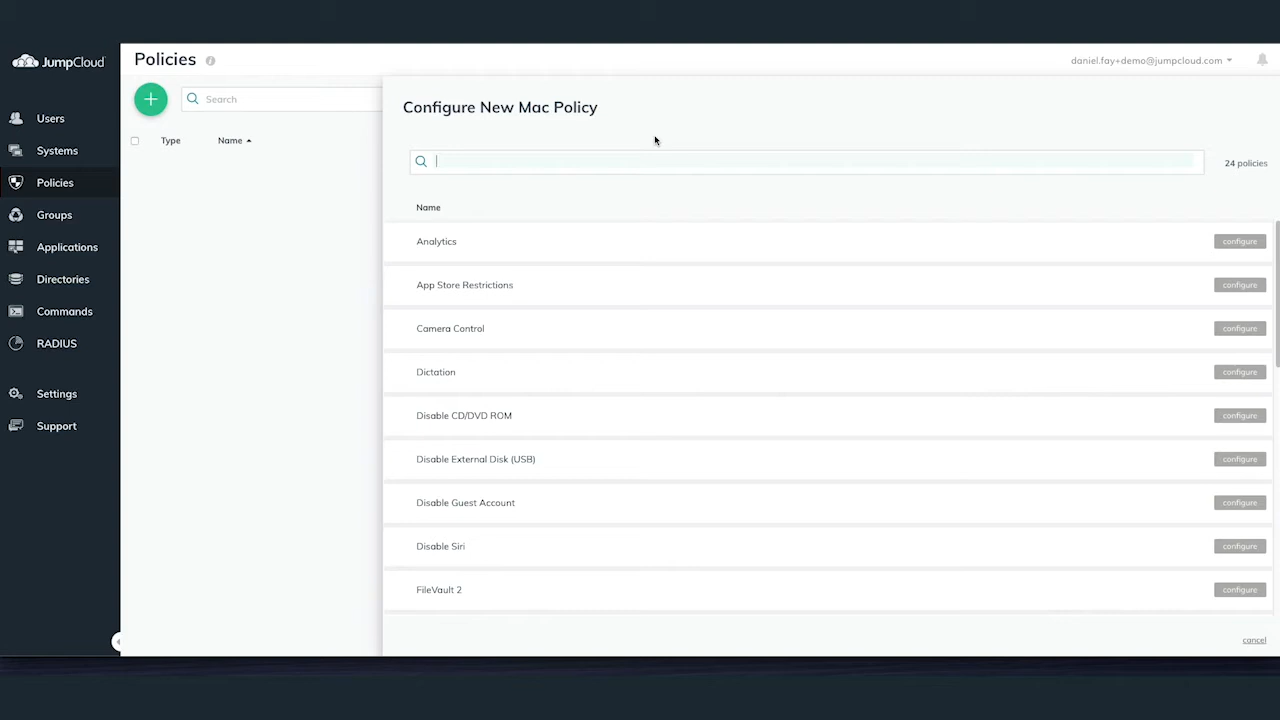 JumpCloud
Users
Systems
Policies
Groups
Applications
Directories
Commands
RADIUS
Settings
Support
Policies
daniel.fay+demo@jumpcloud.com
Search
Type Name
Configure New Mac Policy
24 policies
Name
Analytics configure
App Store Restrictions configure
Camera Control configure
Dictation configure
Disable CD/DVD ROM configure
Disable External Disk (USB) configure
Disable Guest Account configure
Disable Siri configure
FileVault 2 configure
cancel